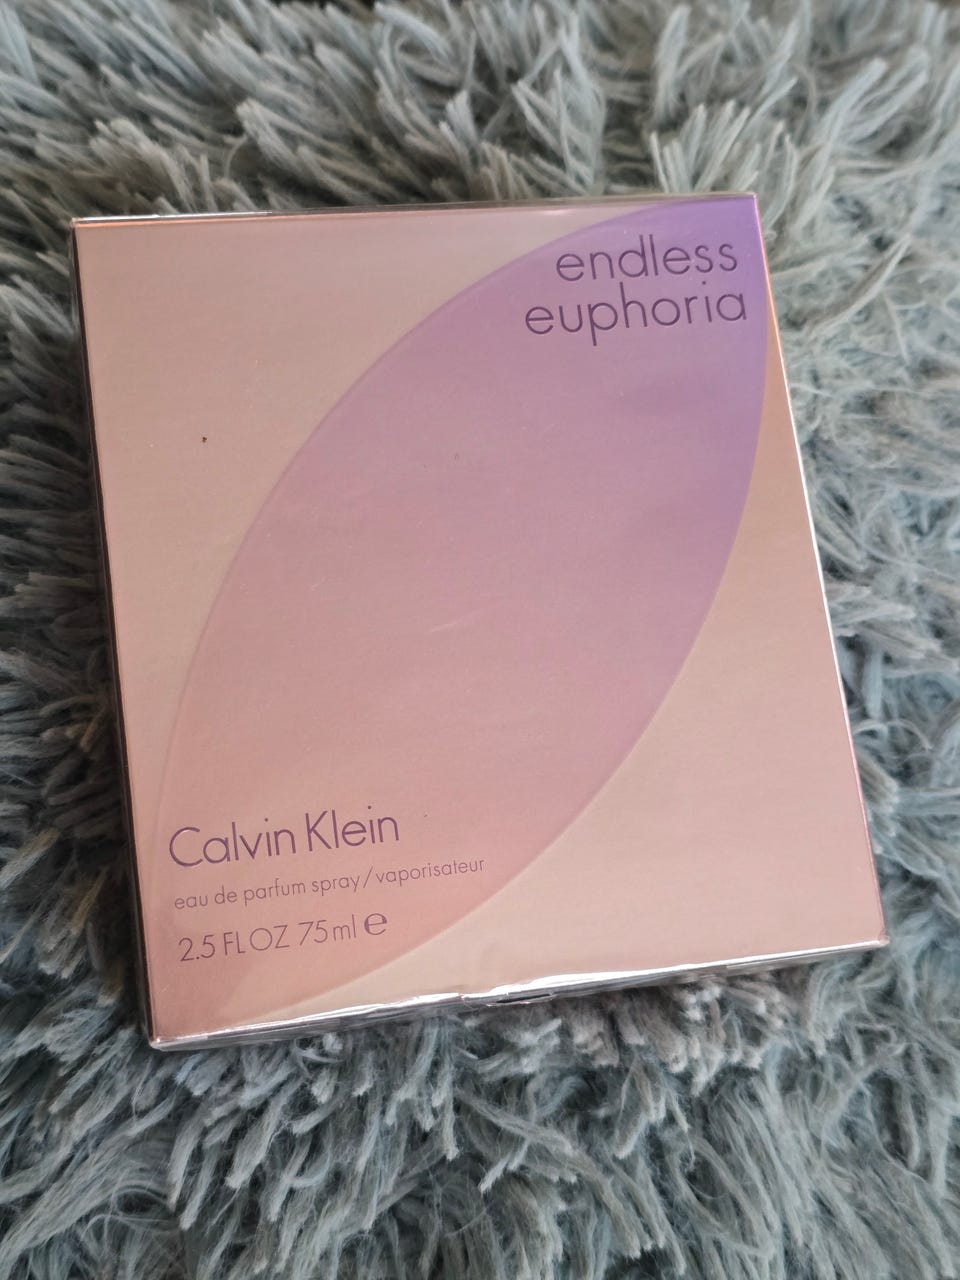 endless
euphoria
Calvin Klein
eau de parfum spray/vaporisateur
2.5 FL OZ 75ml ℮